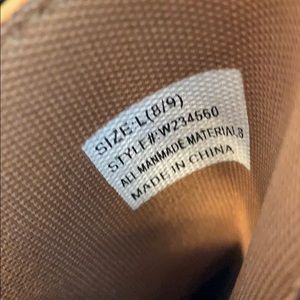 SIZE:L(8/9)
STYLE#:W234560
ALL MANMADE MATERIALS
MADE IN CHINA